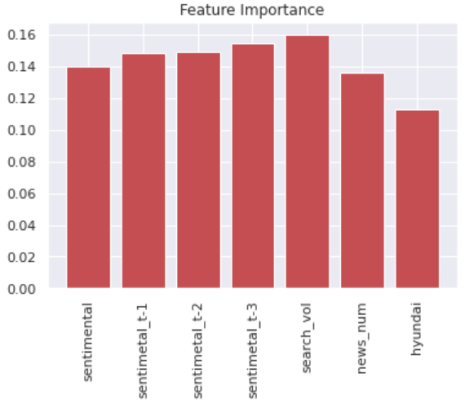 Feature Importance
0.16
0.14
0.12
0.10
0.08
0.06
0.04
0.02
0.00
sentimental
sentimetal_t-1
sentimetal_t-2
sentimetal_t-3
search_vol
news_num
hyundai